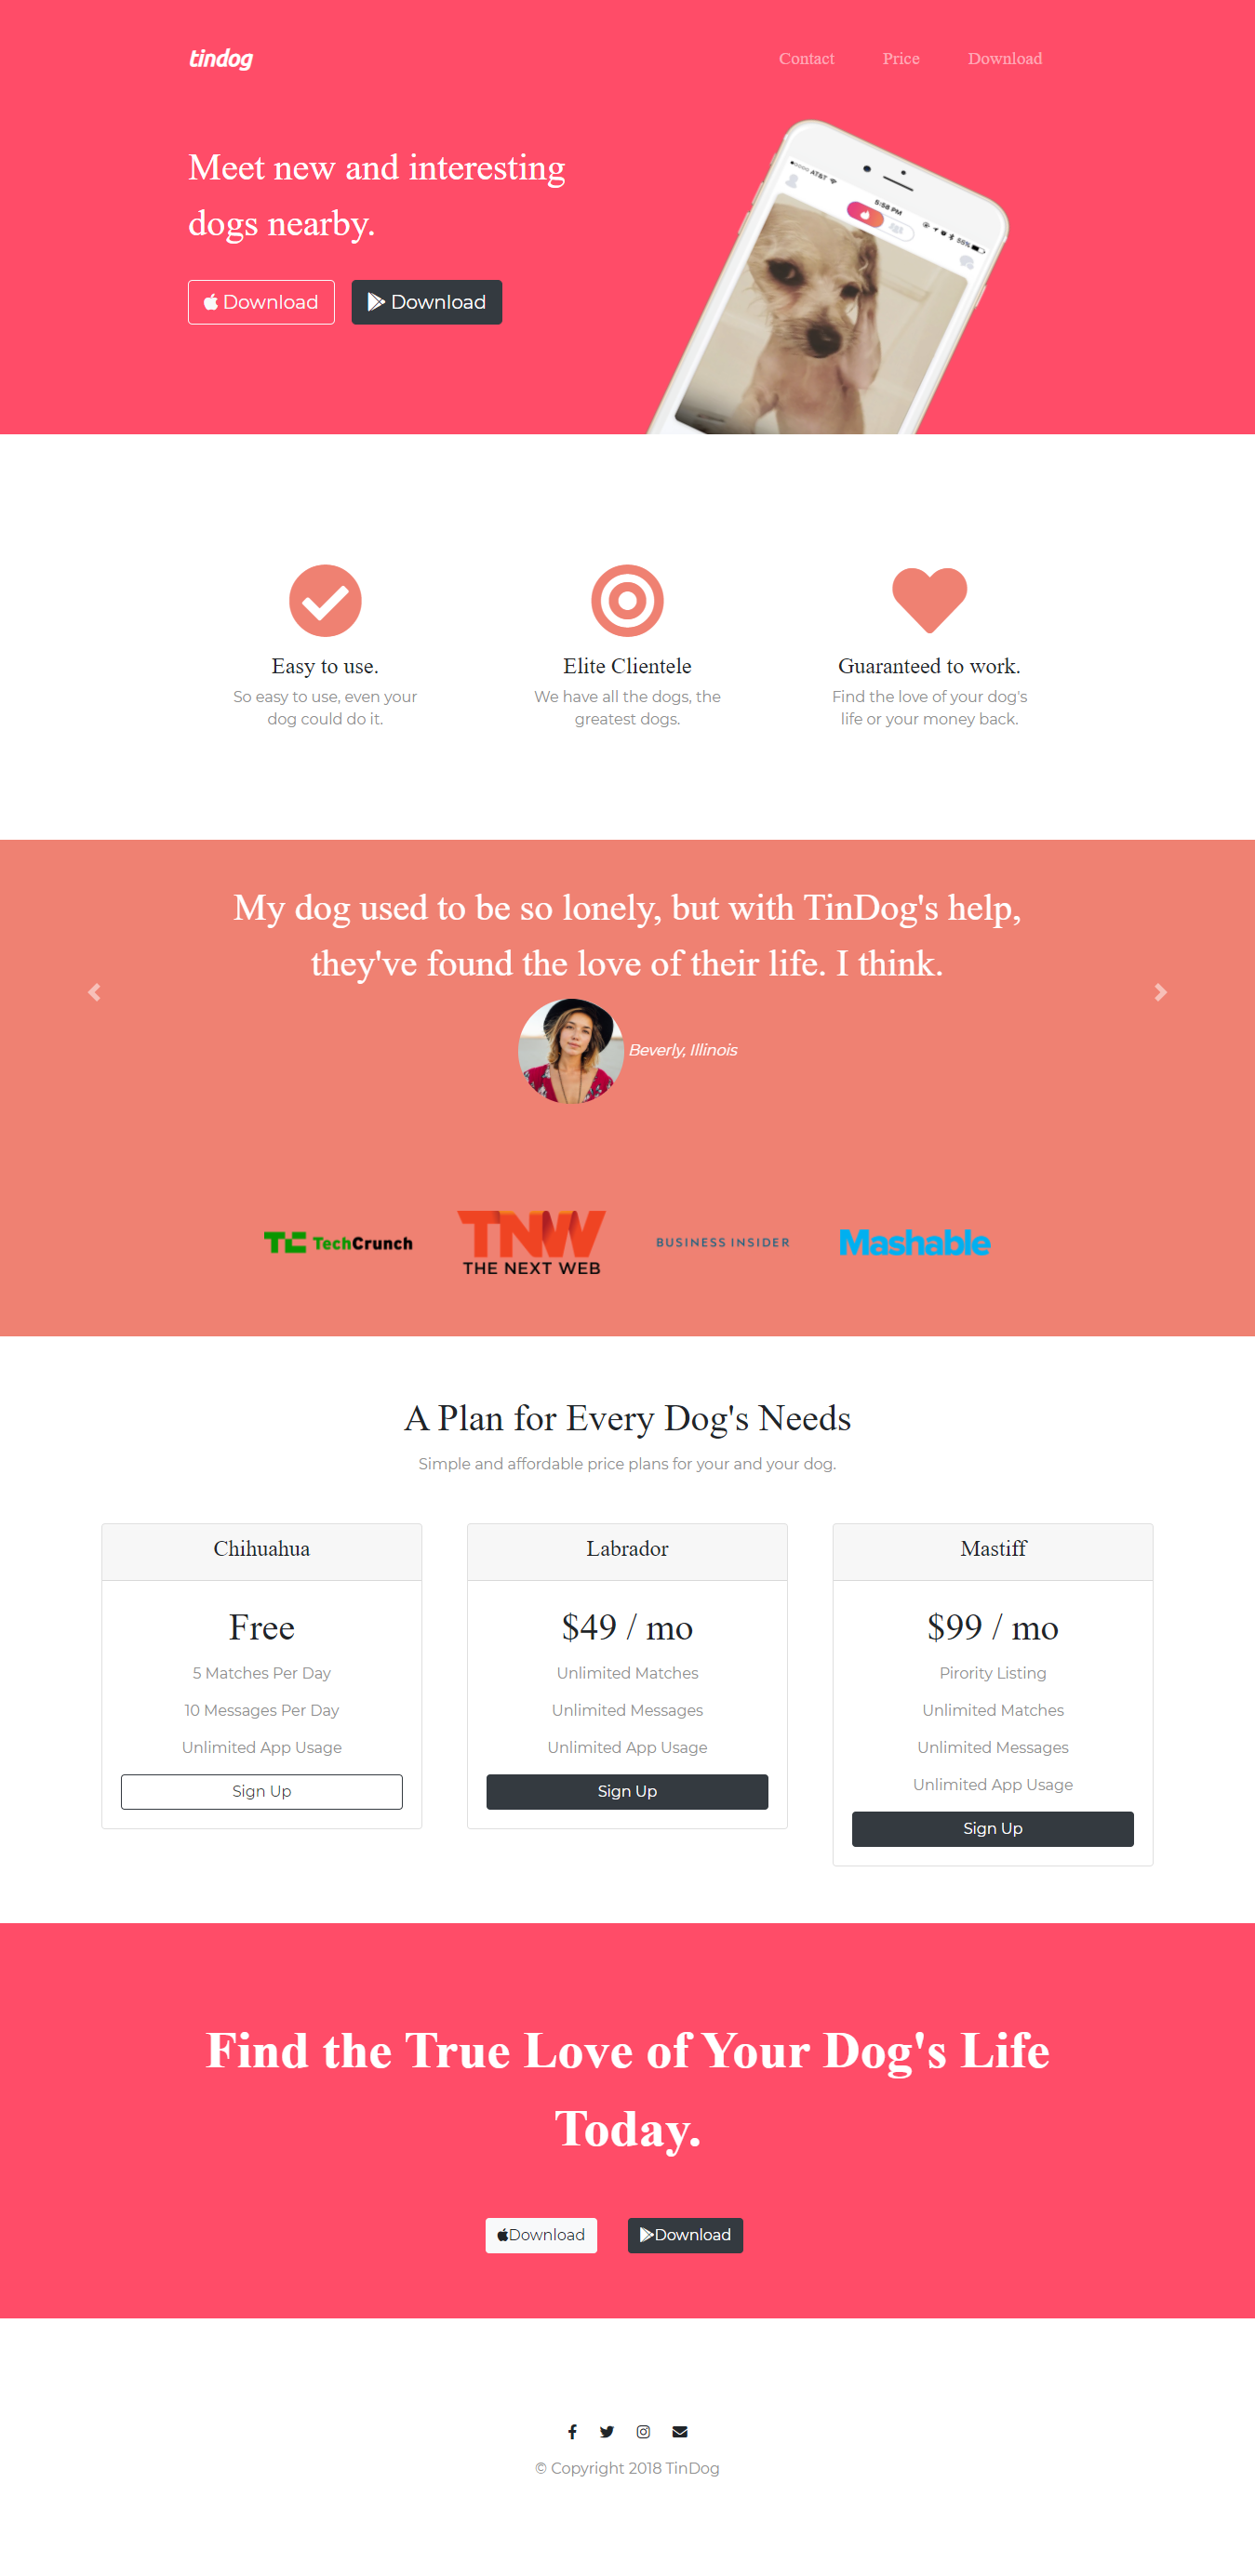 tindog
Contact Price Download
Meet new and interesting
dogs nearby.
Download Download
AT&T 5:58 PM 55%
Easy to use.
So easy to use, even your
dog could do it.
Elite Clientele
We have all the dogs, the
greatest dogs.
Guaranteed to work.
Find the love of your dog's
life or your money back.
My dog used to be so lonely, but with TinDog's help,
they've found the love of their life. I think.
Beverly, Illinois
TC TechCrunch
TNW
THE NEXT WEB
BUSINESS INSIDER
Mashable
A Plan for Every Dog's Needs
Simple and affordable price plans for your and your dog.
Chihuahua
Free
5 Matches Per Day
10 Messages Per Day
Unlimited App Usage
Sign Up
Labrador
$49 / mo
Unlimited Matches
Unlimited Messages
Unlimited App Usage
Sign Up
Mastiff
$99 / mo
Pirority Listing
Unlimited Matches
Unlimited Messages
Unlimited App Usage
Sign Up
Find the True Love of Your Dog's Life
Today.
Download Download
© Copyright 2018 TinDog